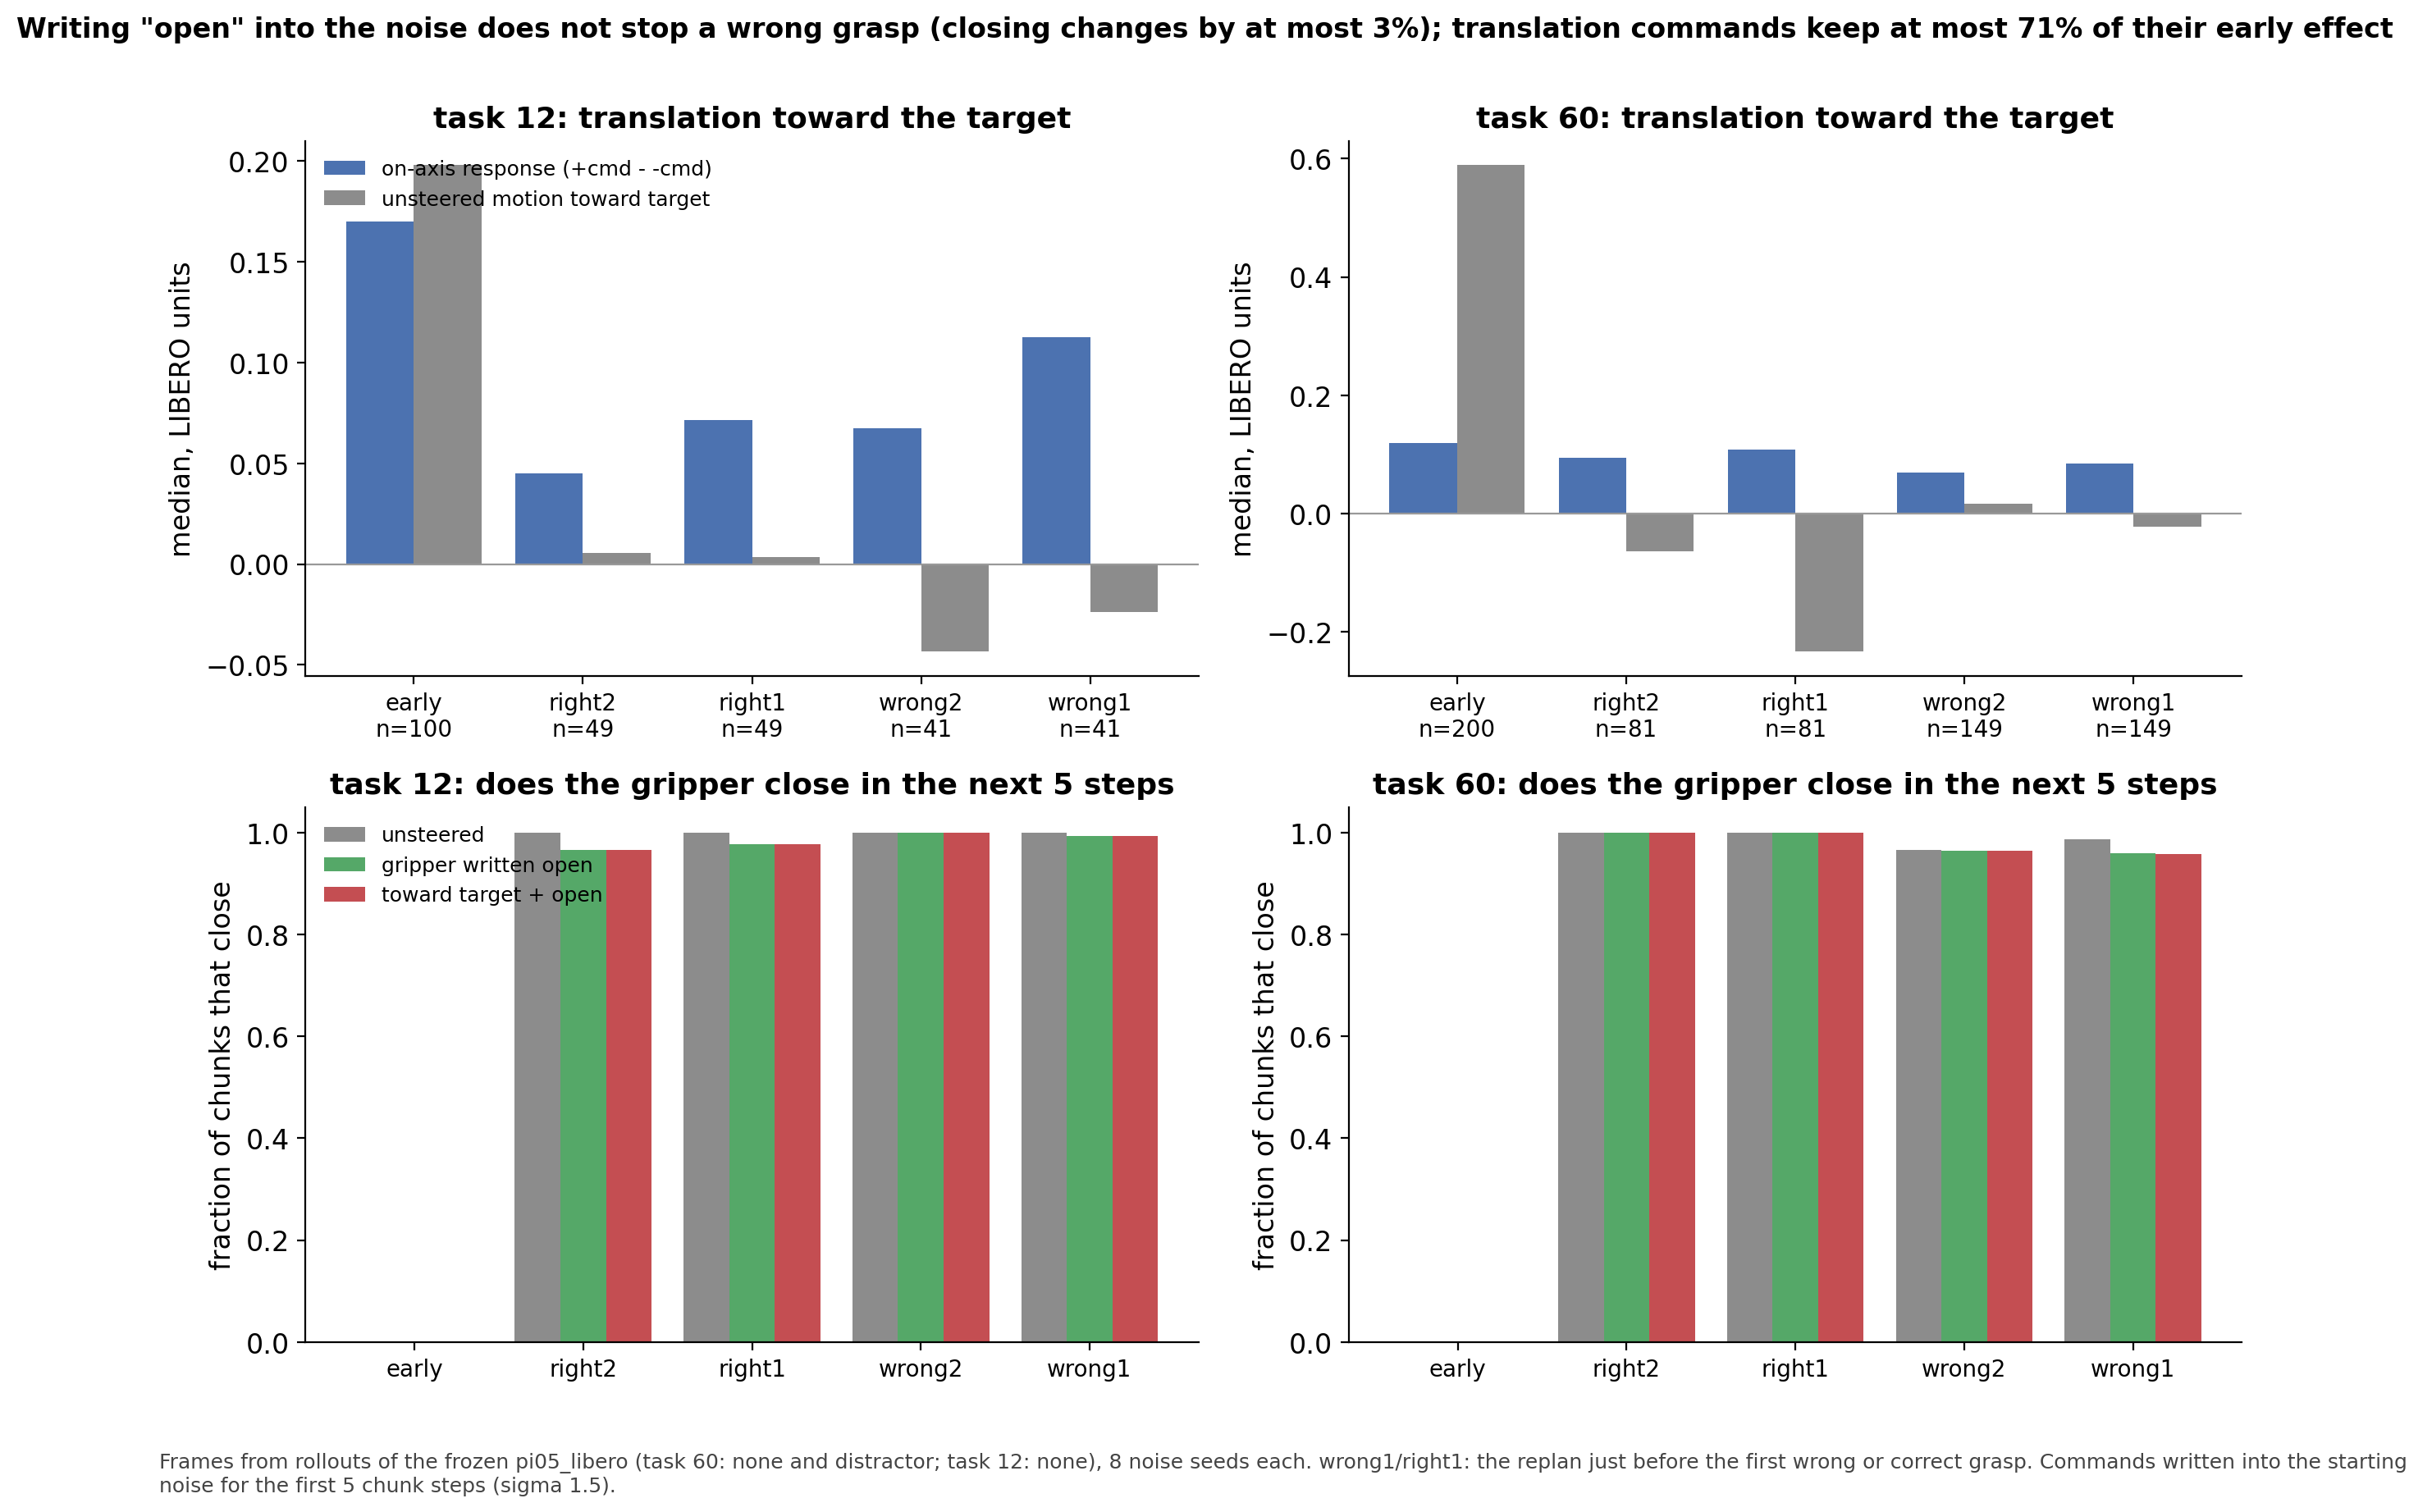 Writing "open" into the noise does not stop a wrong grasp (closing changes by at most 3%); translation commands keep at most 71% of their early effect
task 12: translation toward the target
on-axis response (+cmd - -cmd)
unsteered motion toward target
median, LIBERO units
0.20
0.15
0.10
0.05
0.00
−0.05
early
n=100
right2
n=49
right1
n=49
wrong2
n=41
wrong1
n=41
task 60: translation toward the target
median, LIBERO units
0.6
0.4
0.2
0.0
−0.2
early
n=200
right2
n=81
right1
n=81
wrong2
n=149
wrong1
n=149
task 12: does the gripper close in the next 5 steps
unsteered
gripper written open
toward target + open
fraction of chunks that close
1.0
0.8
0.6
0.4
0.2
0.0
early
right2
right1
wrong2
wrong1
task 60: does the gripper close in the next 5 steps
fraction of chunks that close
1.0
0.8
0.6
0.4
0.2
0.0
early
right2
right1
wrong2
wrong1
Frames from rollouts of the frozen pi05_libero (task 60: none and distractor; task 12: none), 8 noise seeds each. wrong1/right1: the replan just before the first wrong or correct grasp. Commands written into the starting
noise for the first 5 chunk steps (sigma 1.5).